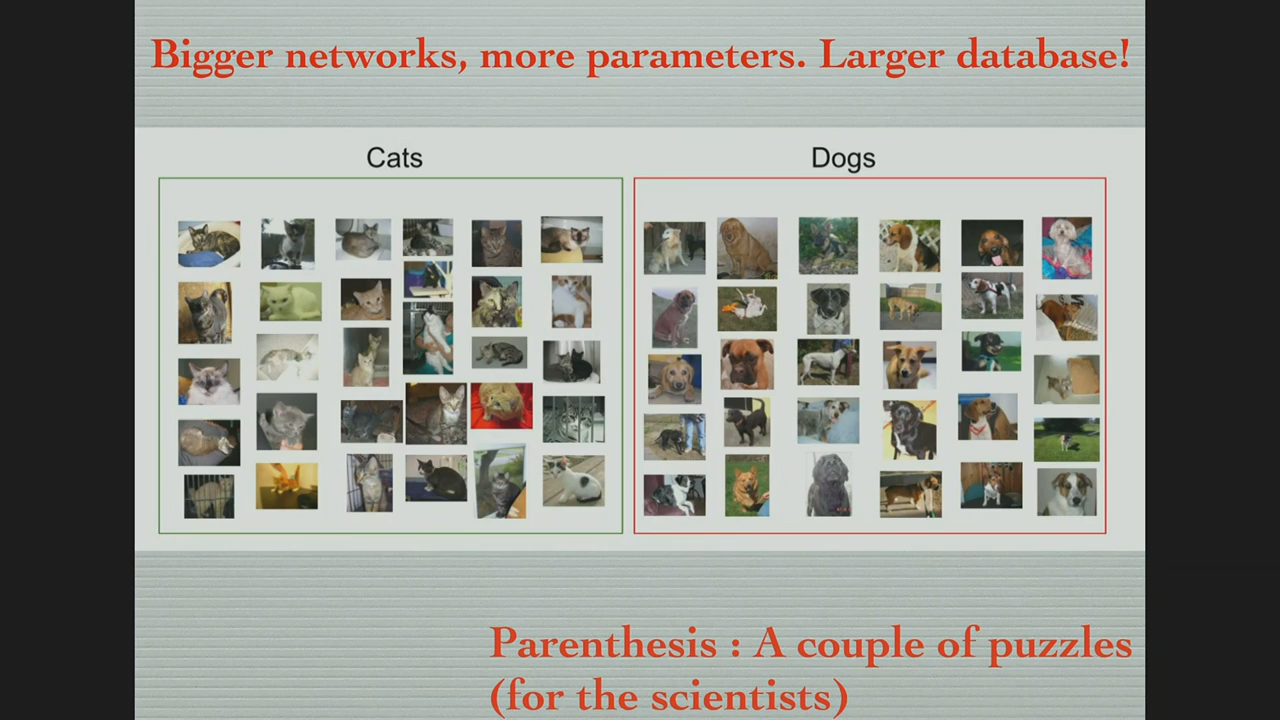 Bigger networks, more parameters. Larger database!
Cats
Dogs
Parenthesis : A couple of puzzles
(for the scientists)